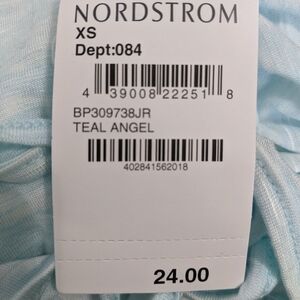 NORDSTROM
XS
Dept:084
4 39008 22251 8
BP309738JR
TEAL ANGEL
402841562018
24.00